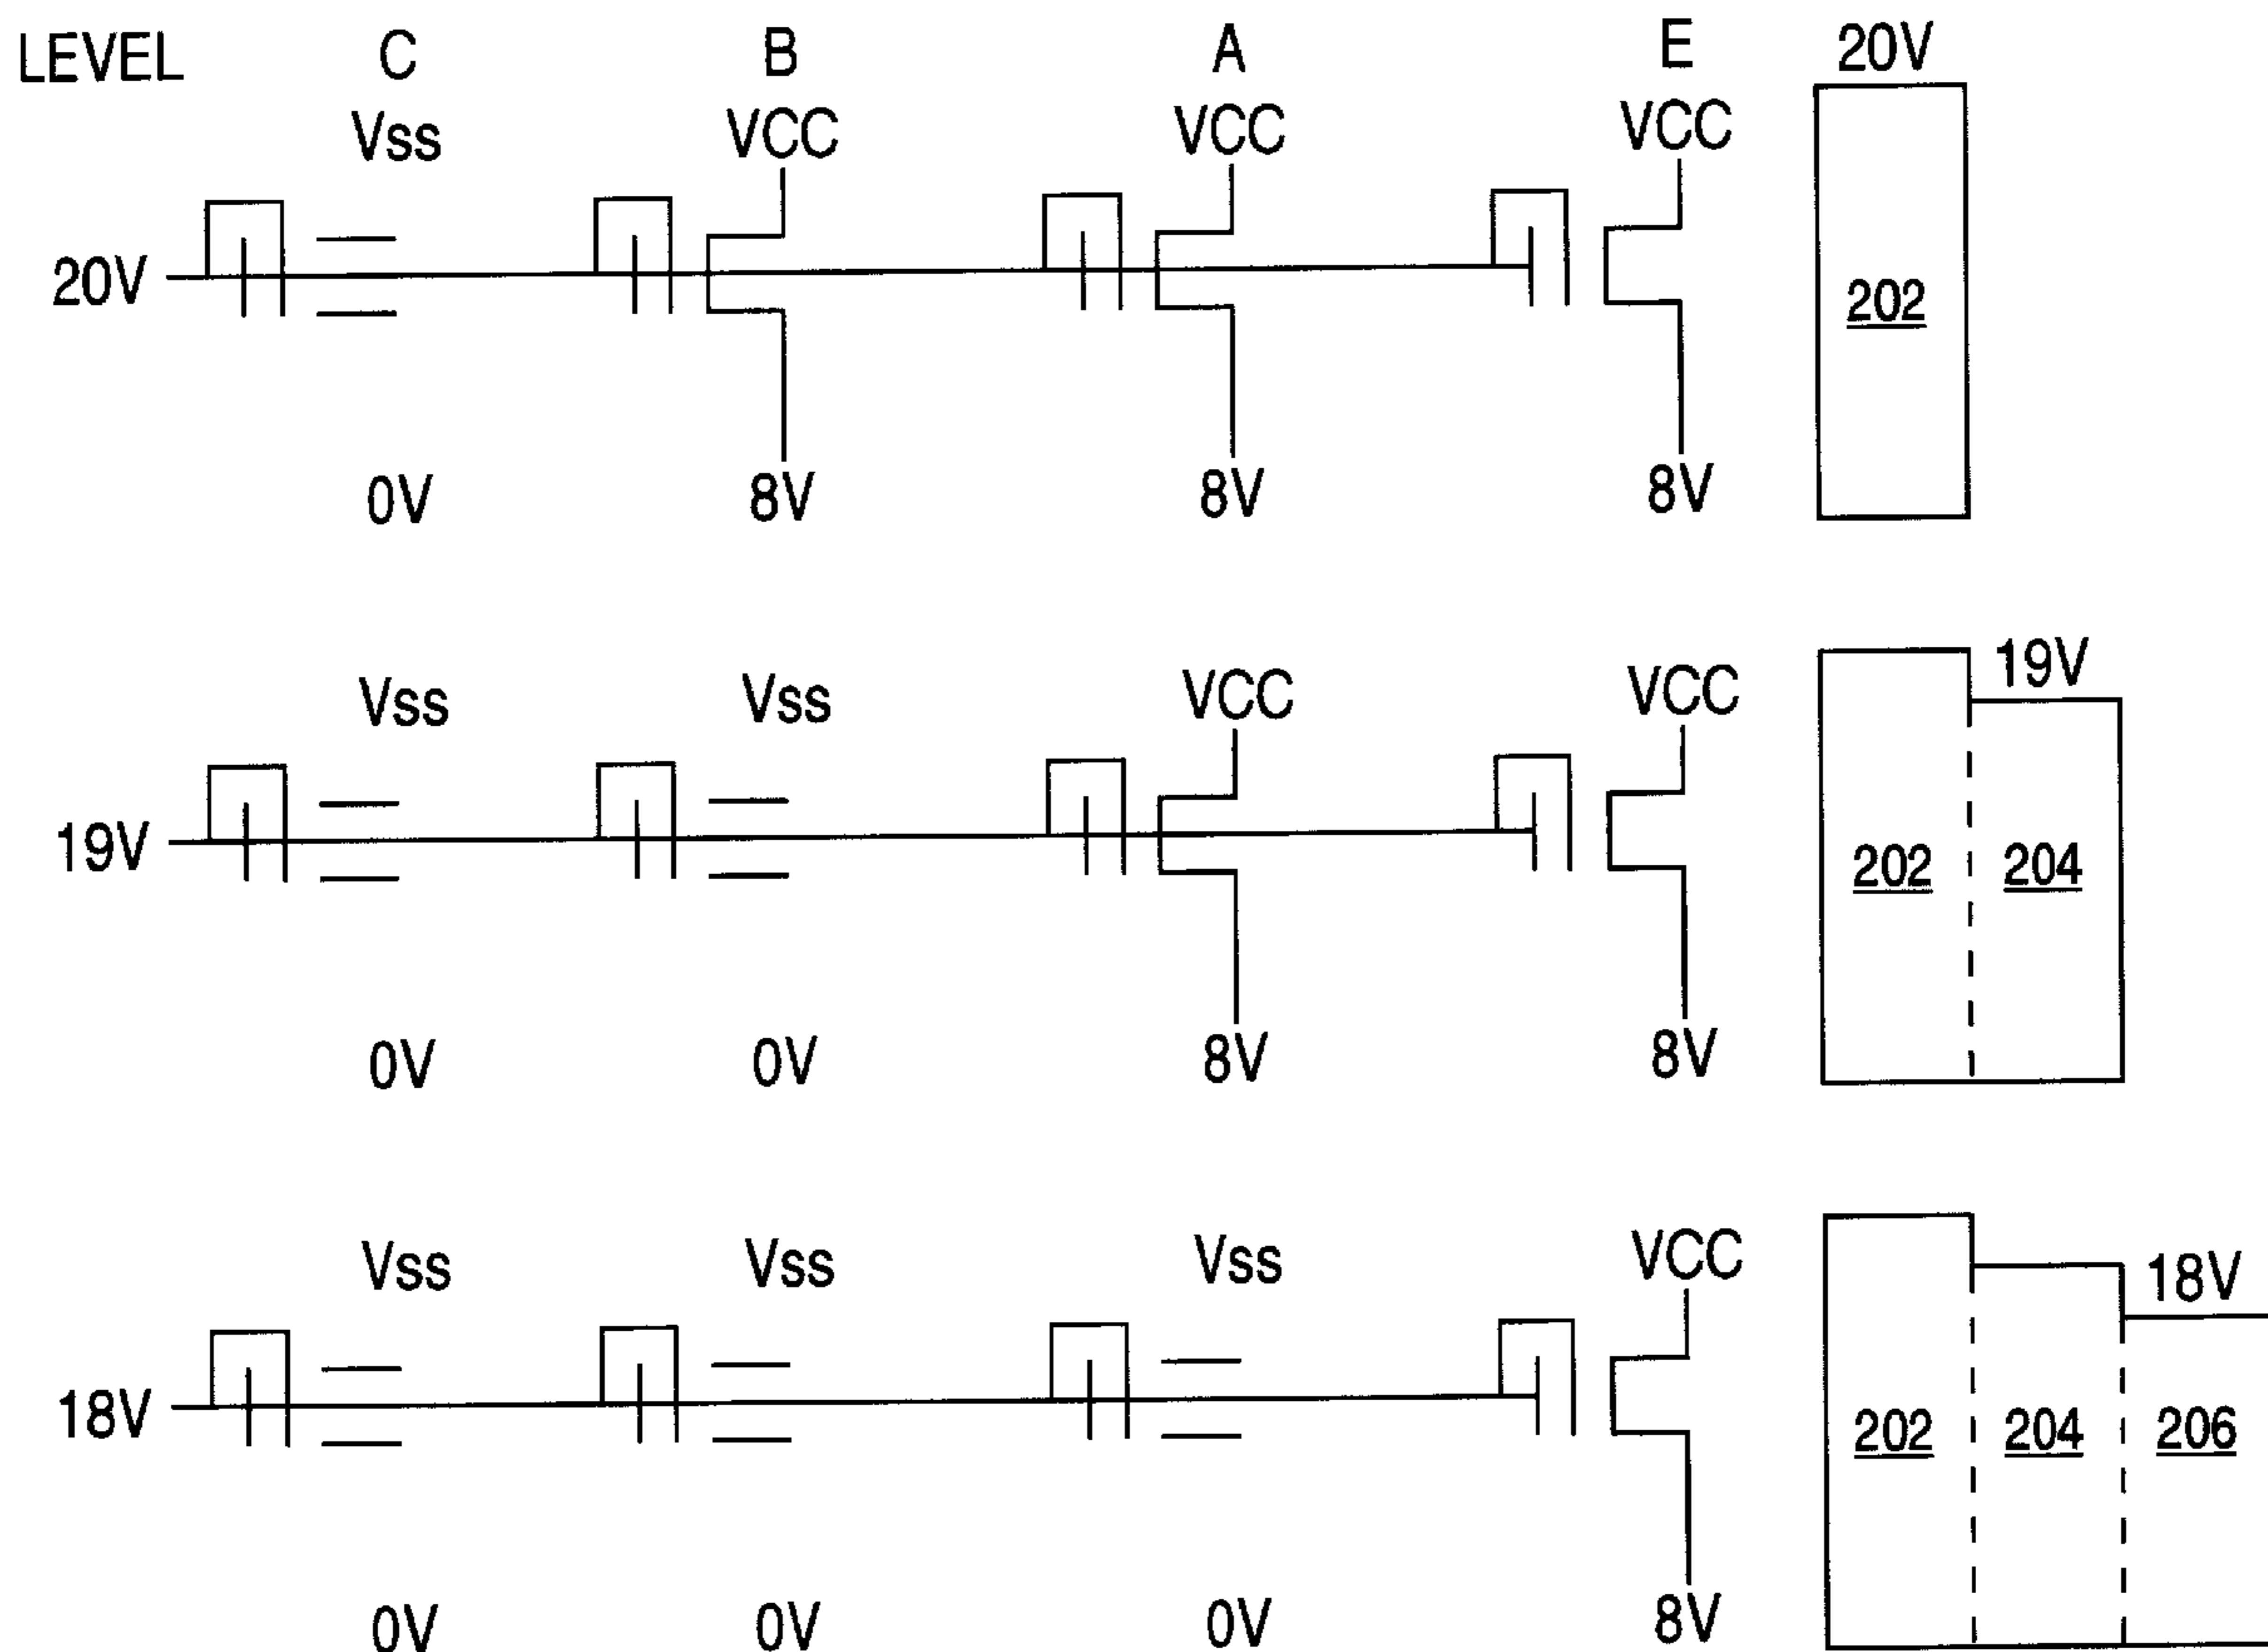 LEVEL C B A E 20V
Vss VCC VCC VCC
20V 202
0V 8V 8V 8V
Vss Vss VCC VCC 19V
19V 202 204
0V 0V 8V 8V
Vss Vss Vss VCC 18V
18V 202 204 206
0V 0V 0V 8V